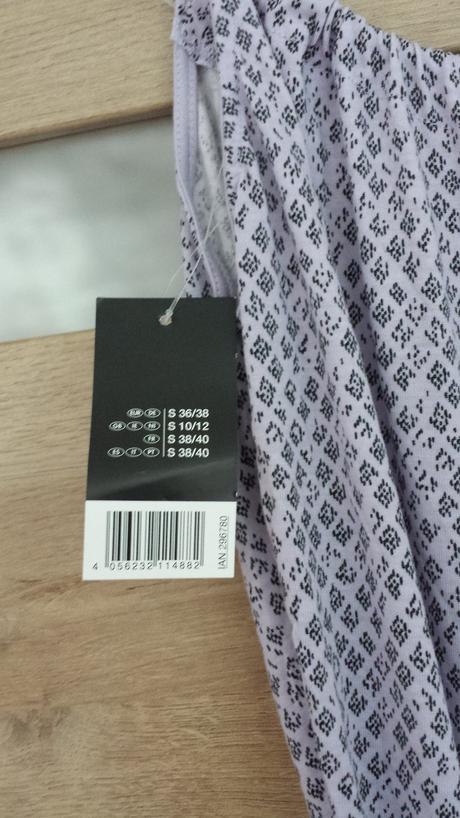 EUR DE S 36/38
GB IE NI S 10/12
FR S 38/40
ES IT PT S 38/40
4 056232 114882
IAN 296780